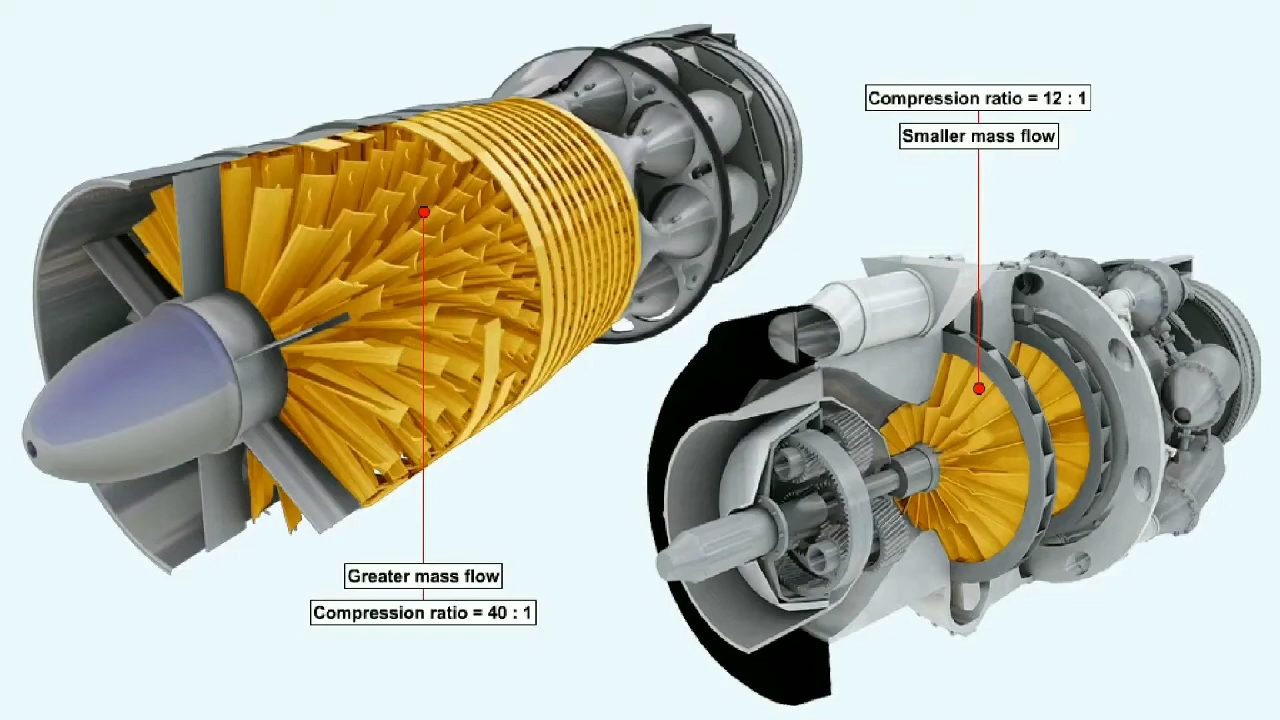 Compression ratio = 12 : 1
Smaller mass flow
Greater mass flow
Compression ratio = 40 : 1